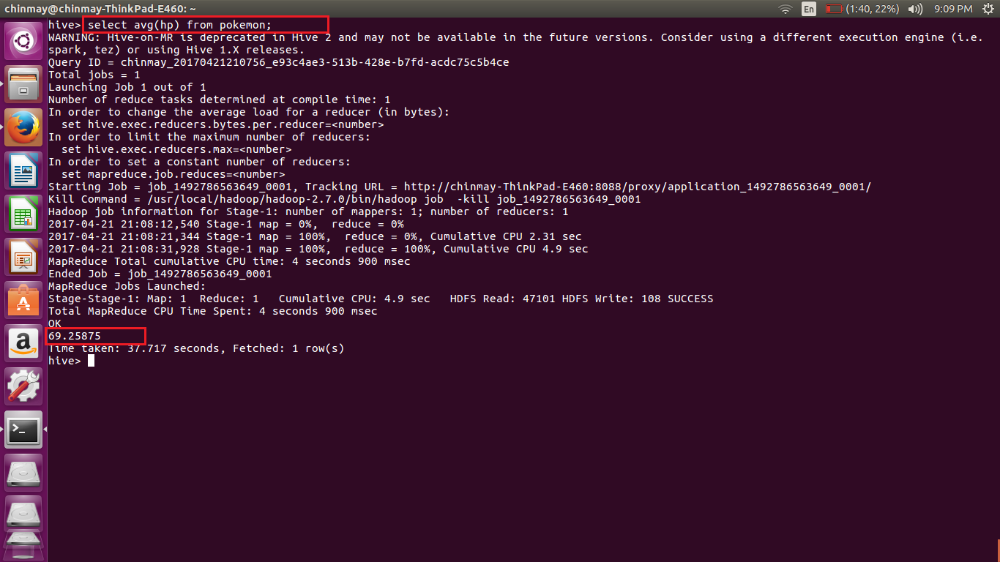 chinmay@chinmay-ThinkPad-E460: ~
En
(1:40, 22%)
9:09 PM
hive> select avg(hp) from pokemon;
WARNING: Hive-on-MR is deprecated in Hive 2 and may not be available in the future versions. Consider using a different execution engine (i.e.
spark, tez) or using Hive 1.X releases.
Query ID = chinmay_20170421210756_e93c4ae3-513b-428e-b7fd-acdc75c5b4ce
Total jobs = 1
Launching Job 1 out of 1
Number of reduce tasks determined at compile time: 1
In order to change the average load for a reducer (in bytes):
  set hive.exec.reducers.bytes.per.reducer=<number>
In order to limit the maximum number of reducers:
  set hive.exec.reducers.max=<number>
In order to set a constant number of reducers:
  set mapreduce.job.reduces=<number>
Starting Job = job_1492786563649_0001, Tracking URL = http://chinmay-ThinkPad-E460:8088/proxy/application_1492786563649_0001/
Kill Command = /usr/local/hadoop/hadoop-2.7.0/bin/hadoop job  -kill job_1492786563649_0001
Hadoop job information for Stage-1: number of mappers: 1; number of reducers: 1
2017-04-21 21:08:12,540 Stage-1 map = 0%,  reduce = 0%
2017-04-21 21:08:21,344 Stage-1 map = 100%,  reduce = 0%, Cumulative CPU 2.31 sec
2017-04-21 21:08:31,928 Stage-1 map = 100%,  reduce = 100%, Cumulative CPU 4.9 sec
MapReduce Total cumulative CPU time: 4 seconds 900 msec
Ended Job = job_1492786563649_0001
MapReduce Jobs Launched:
Stage-Stage-1: Map: 1  Reduce: 1   Cumulative CPU: 4.9 sec   HDFS Read: 47101 HDFS Write: 108 SUCCESS
Total MapReduce CPU Time Spent: 4 seconds 900 msec
OK
69.25875
Time taken: 37.717 seconds, Fetched: 1 row(s)
hive>